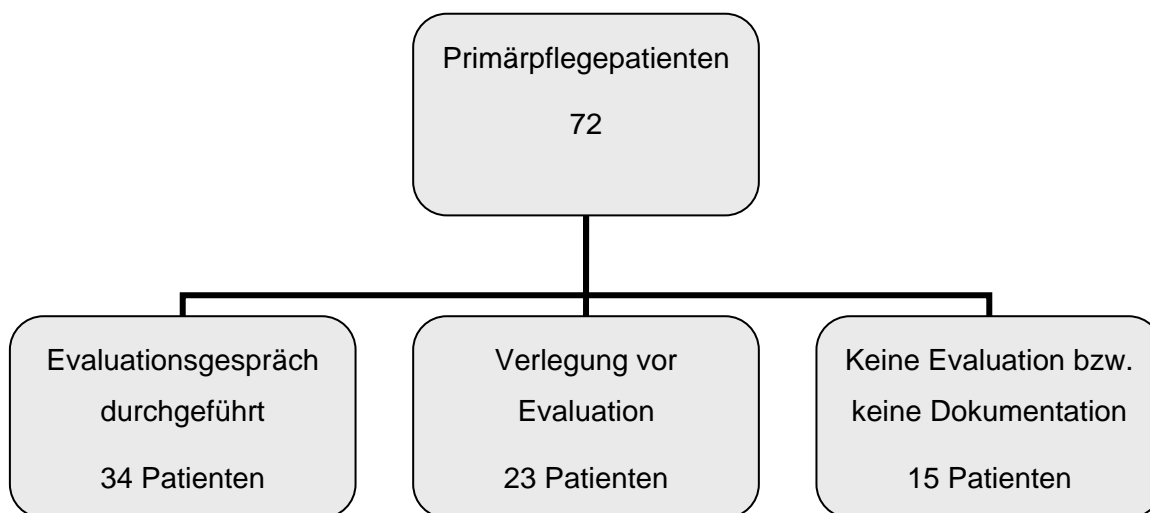 Primärpflegepatienten
72
Evaluationsgespräch
durchgeführt
34 Patienten
Verlegung vor
Evaluation
23 Patienten
Keine Evaluation bzw.
keine Dokumentation
15 Patienten